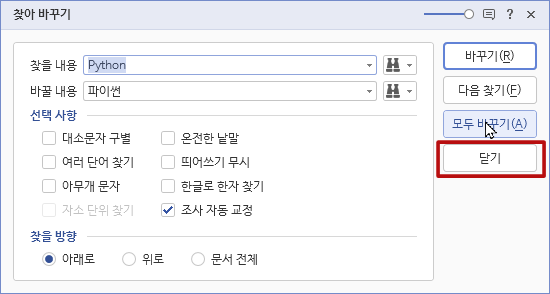 찾아 바꾸기
찾을 내용 Python
바꿀 내용 파이썬
선택 사항
대소문자 구별 온전한 낱말
여러 단어 찾기 띄어쓰기 무시
아무개 문자 한글로 한자 찾기
자소 단위 찾기 조사 자동 교정
찾을 방향
아래로 위로 문서 전체
바꾸기(R)
다음 찾기(F)
모두 바꾸기(A)
닫기